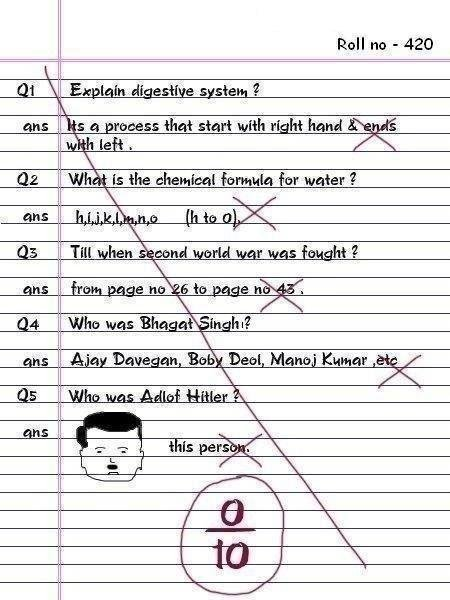 Roll no - 420
Q1 Explain digestive system ?
ans Its a process that start with right hand & ends
with left .
Q2 What is the chemical formula for water ?
ans h,i,j,k,l,m,n,o (h to o).
Q3 Till when second world war was fought ?
ans from page no 26 to page no 43 .
Q4 Who was Bhagat Singh ?
ans Ajay Davegan, Boby Deol, Manoj Kumar ,etc
Q5 Who was Adlof Hitler ?
ans this person.
0
10